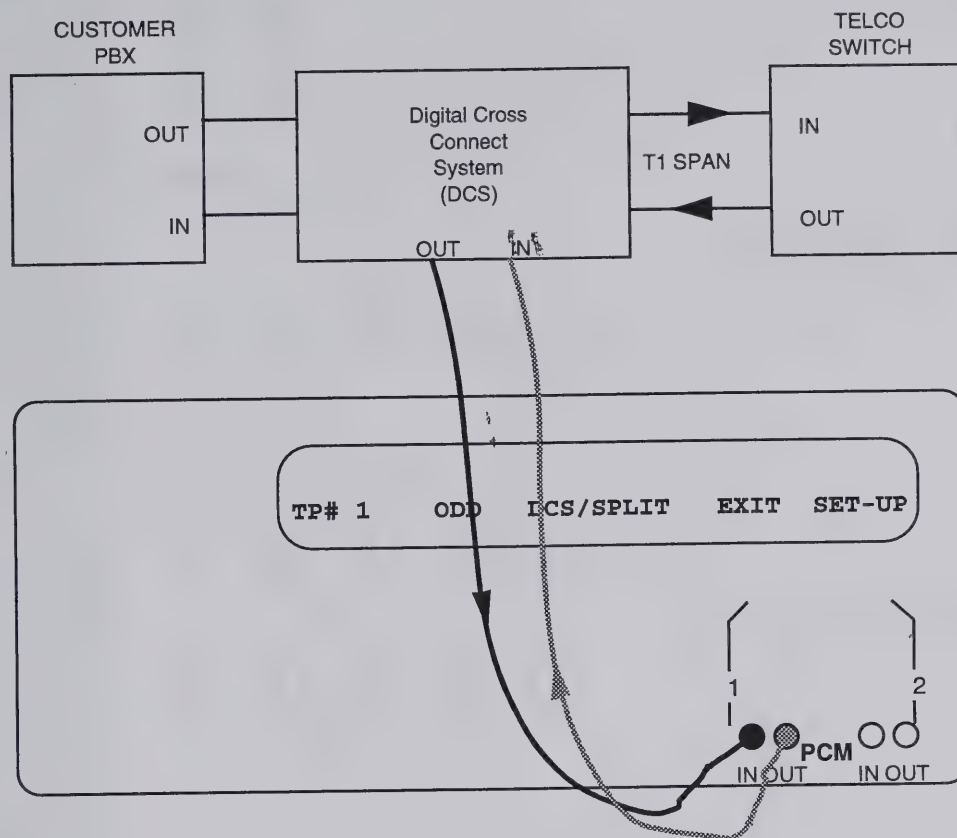 CUSTOMER
PBX
TELCO
SWITCH
OUT
IN
Digital Cross
Connect
System
(DCS)
OUT
IN
T1 SPAN
IN
OUT
TP# 1 ODD DCS/SPLIT EXIT SET-UP
1
2
PCM
IN OUT
IN OUT